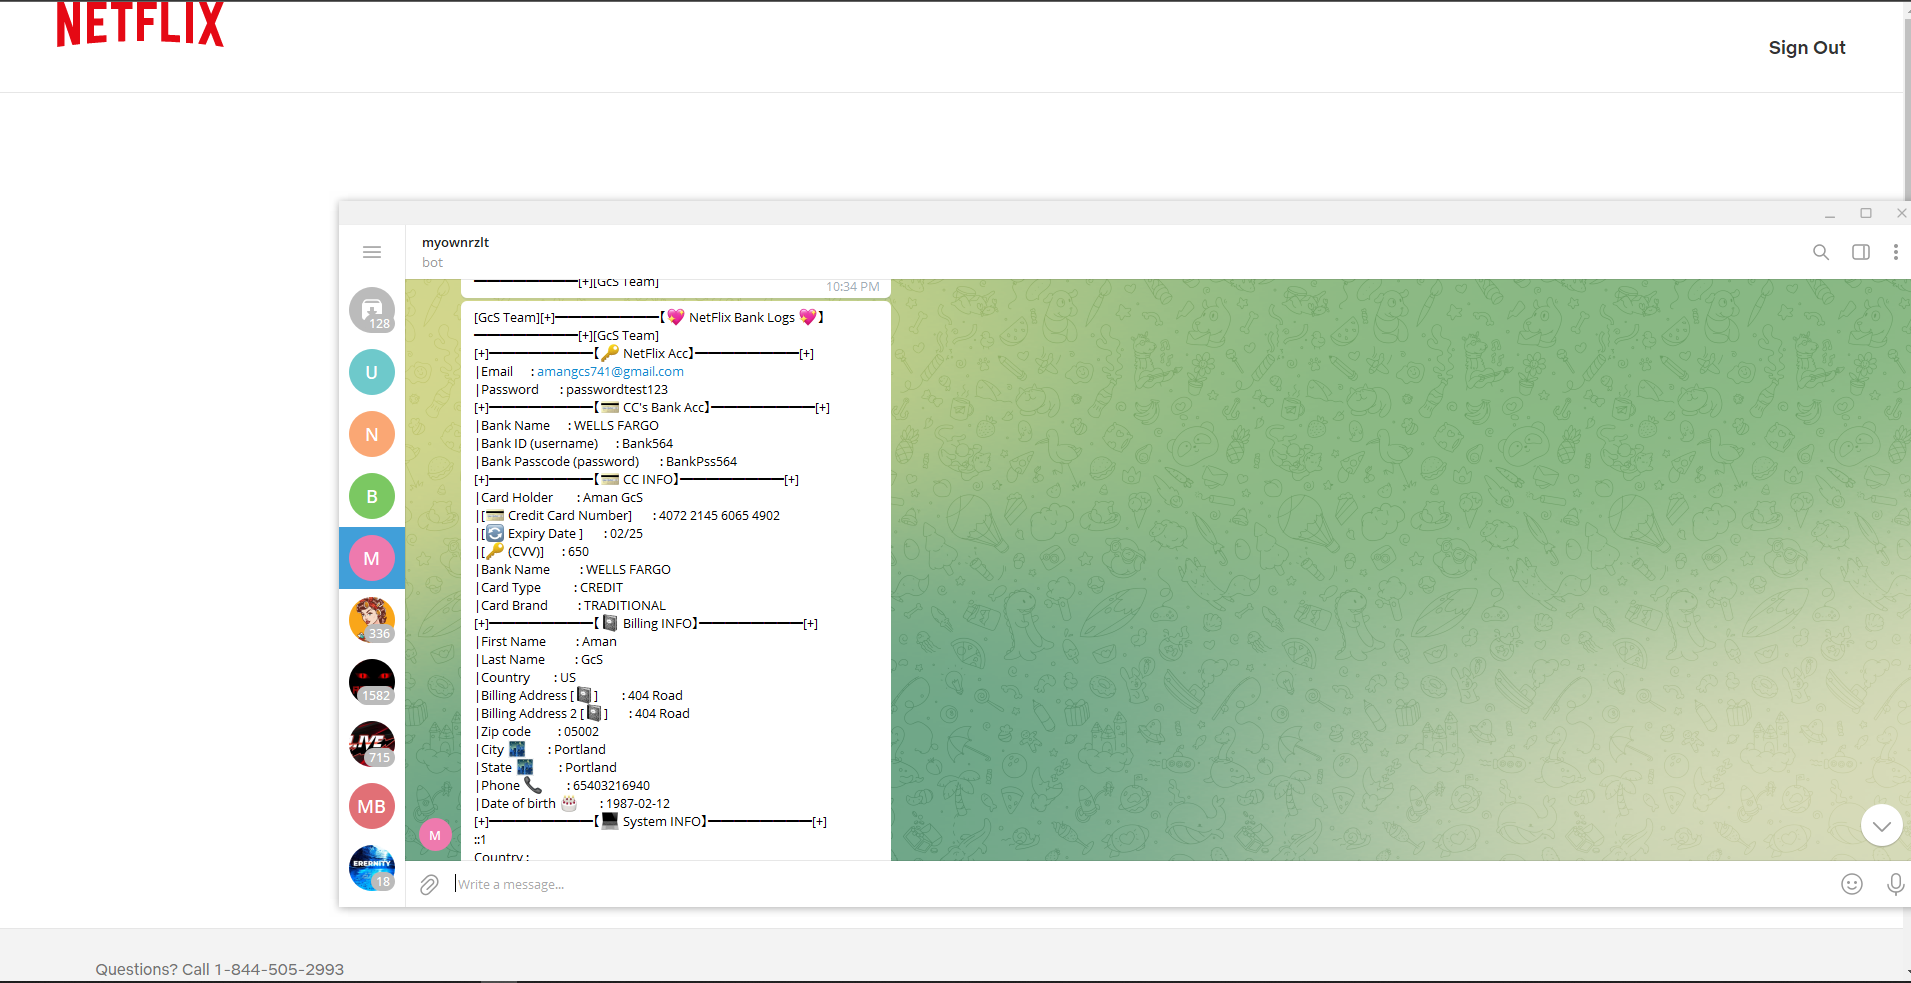 NETFLIX
Sign Out
myownrzlt
bot
128
U
N
B
M
336
1582
LIVE
715
MB
ERERNITY
18
━━━━━━━━[+][GcS Team]
10:34 PM
[GcS Team][+]━━━━━━━━【💖 NetFlix Bank Logs 💖】
━━━━━━━━[+][GcS Team]
[+]━━━━━━━━【🔑 NetFlix Acc】━━━━━━━━[+]
|Email : amangcs741@gmail.com
|Password : passwordtest123
[+]━━━━━━━━【💳 CC's Bank Acc】━━━━━━━━[+]
|Bank Name : WELLS FARGO
|Bank ID (username) : Bank564
|Bank Passcode (password) : BankPss564
[+]━━━━━━━━【💳 CC INFO】━━━━━━━━[+]
|Card Holder : Aman GcS
|[💳 Credit Card Number] : 4072 2145 6065 4902
|[🔄 Expiry Date ] : 02/25
|[🔑 (CVV)] : 650
|Bank Name : WELLS FARGO
|Card Type : CREDIT
|Card Brand : TRADITIONAL
[+]━━━━━━━━【📓 Billing INFO】━━━━━━━━[+]
|First Name : Aman
|Last Name : GcS
|Country : US
|Billing Address [📓] : 404 Road
|Billing Address 2 [📓] : 404 Road
|Zip code : 05002
|City 🌃 : Portland
|State 🌃 : Portland
|Phone 📞 : 65403216940
|Date of birth 🎂 : 1987-02-12
[+]━━━━━━━━【💻 System INFO】━━━━━━━━[+]
::1
Country :
M
Write a message...
Questions? Call 1-844-505-2993